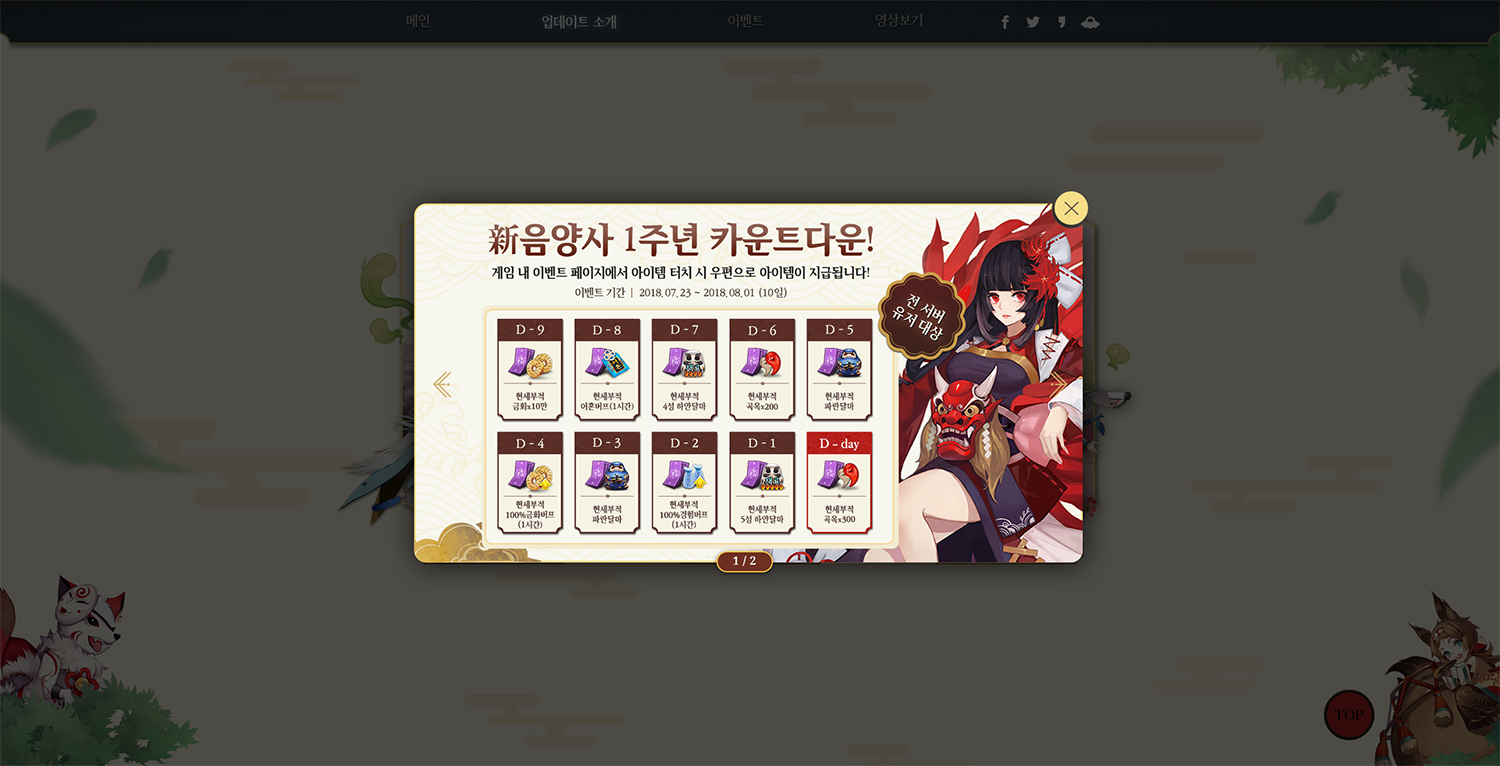 메인
업데이트 소개
이벤트
영상보기
新음양사 1주년 카운트다운!
게임 내 이벤트 페이지에서 아이템 터치 시 우편으로 아이템이 지급됩니다!
이벤트 기간 | 2018.07.23 ~ 2018.08.01 (10일)
전 서버
유저 대상
D - 9
현세부적
금화x10만
D - 8
현세부적
어혼버프(1시간)
D - 7
현세부적
4성 하얀달마
D - 6
현세부적
곡옥x200
D - 5
현세부적
파란달마
D - 4
현세부적
100%금화버프
(1시간)
D - 3
현세부적
파란달마
D - 2
현세부적
100%경험버프
(1시간)
D - 1
현세부적
5성 하얀달마
D - day
현세부적
곡옥x300
1 / 2
TOP